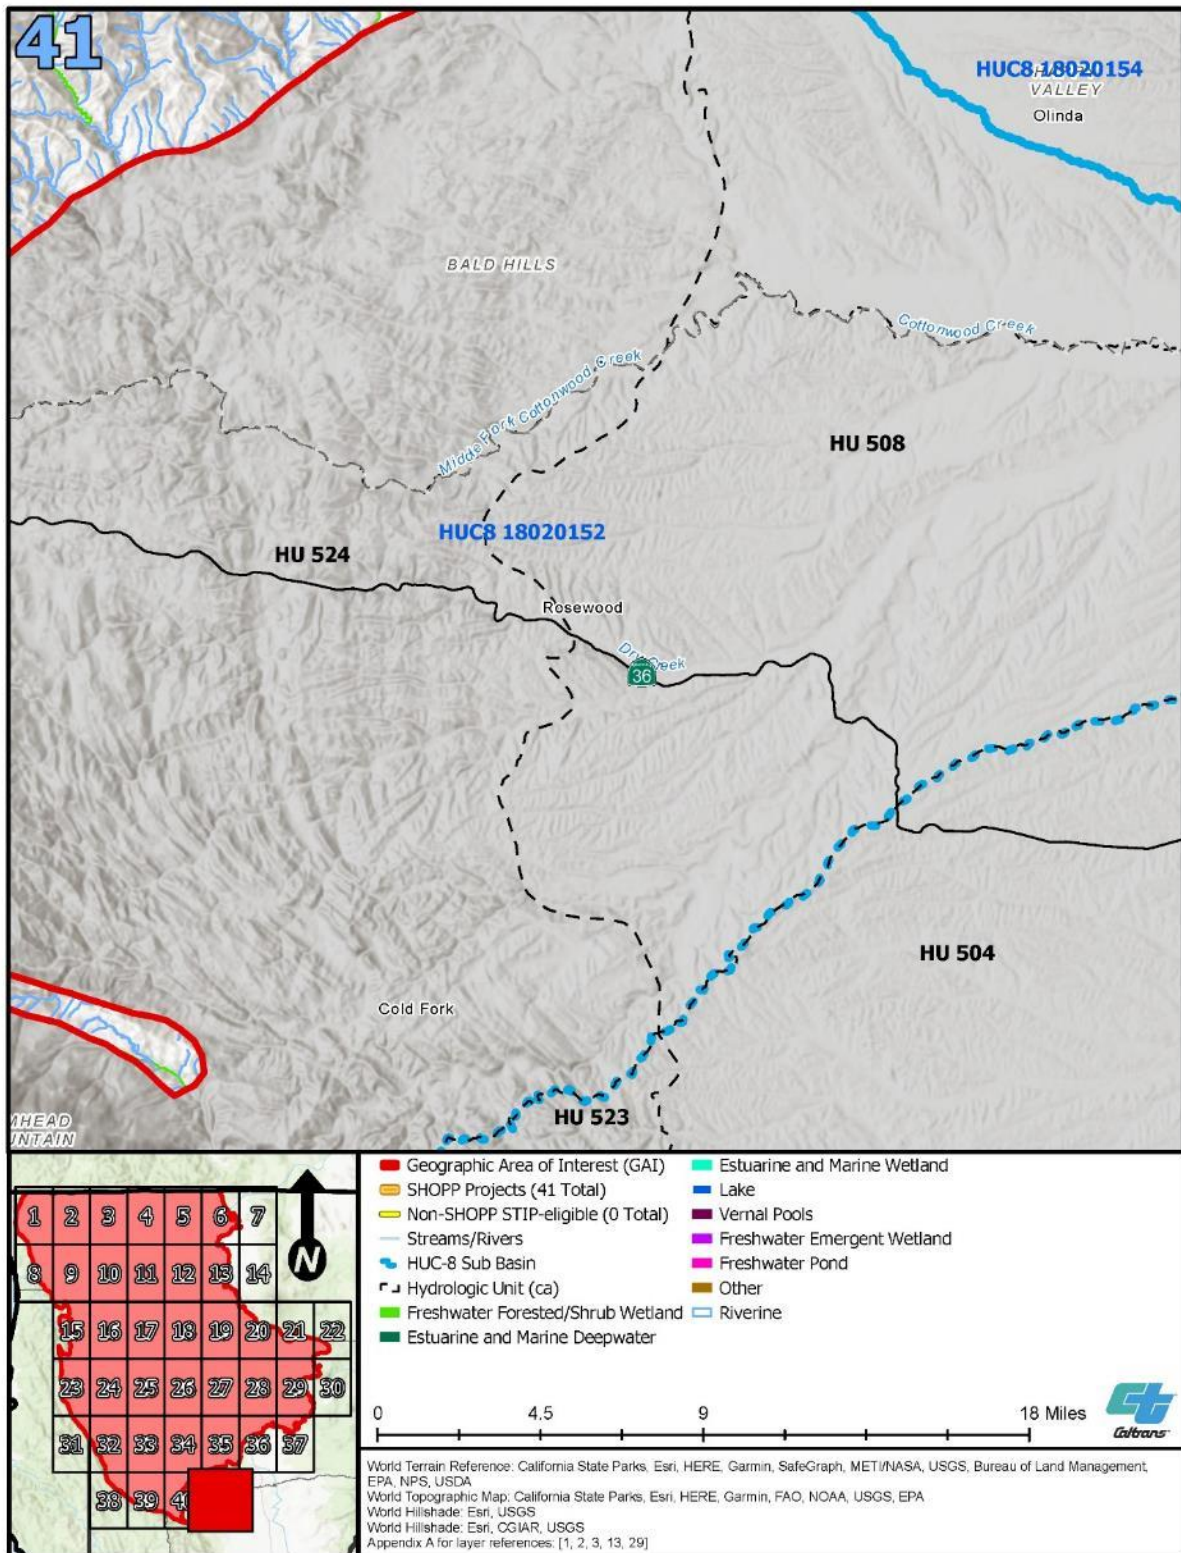 41
HUC8 18020154
VALLEY
Olinda
BALD HILLS
Cottonwood Creek
Middle Fork Cottonwood Creek
HU 508
HUC8 18020152
HU 524
Rosewood
Dry Creek
36
HU 504
Cold Fork
MHEAD
UNTAIN
HU 523
1 2 3 4 5 6 7
8 9 10 11 12 13 14
15 16 17 18 19 20 21 22
23 24 25 26 27 28 29 30
31 32 33 34 35 36 37
38 39
N
Geographic Area of Interest (GAI)
SHOPP Projects (41 Total)
Non-SHOPP STIP-eligible (0 Total)
Streams/Rivers
HUC-8 Sub Basin
Hydrologic Unit (ca)
Freshwater Forested/Shrub Wetland
Estuarine and Marine Deepwater
Estuarine and Marine Wetland
Lake
Vernal Pools
Freshwater Emergent Wetland
Freshwater Pond
Other
Riverine
0 4.5 9 18 Miles
Caltrans
World Terrain Reference: California State Parks, Esri, HERE, Garmin, SafeGraph, METI/NASA, USGS, Bureau of Land Management,
EPA, NPS, USDA
World Topographic Map: California State Parks, Esri, HERE, Garmin, FAO, NOAA, USGS, EPA
World Hillshade: Esri, USGS
World Hillshade: Esri, CGIAR, USGS
Appendix A for layer references: [1, 2, 3, 13, 29]